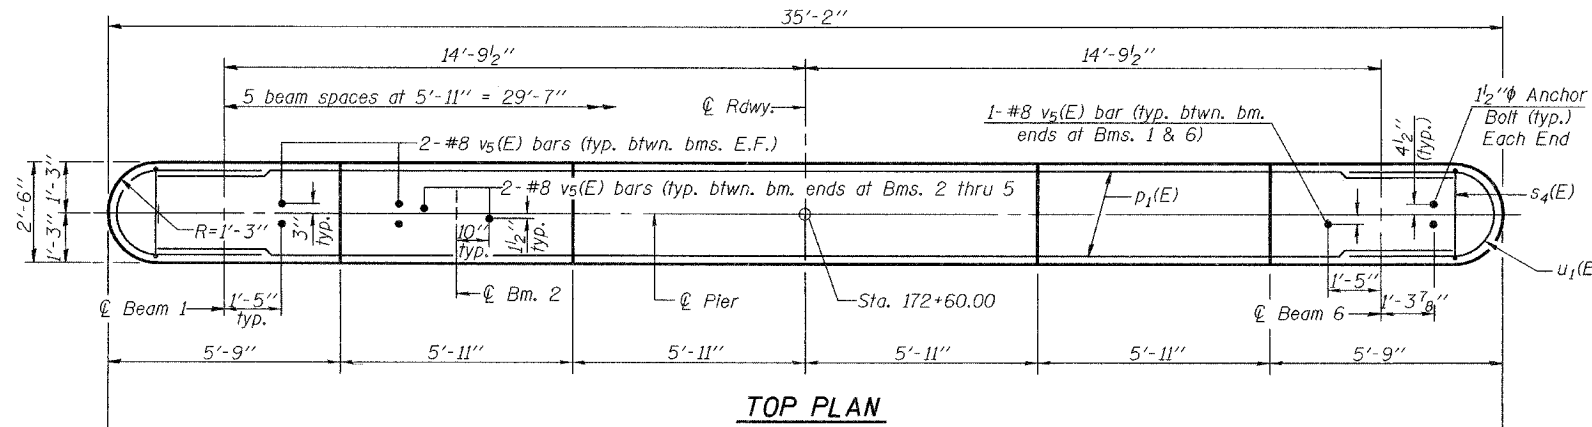 35'-2"
14'-9½" 14'-9½"
5 beam spaces at 5'-11" = 29'-7"
℄ Rdwy.
1-#8 v5(E) bar (typ. btwn. bm.
ends at Bms. 1 & 6)
1½"ϕ Anchor
Bolt (typ.)
Each End
4½"
(typ.)
2-#8 v5(E) bars (typ. btwn. bms. E.F.)
2-#8 v5(E) bars (typ. btwn. bm. ends at Bms. 2 thru 5
2'-6"
1'-3"
1'-3"
R=1'-3"
3"
typ.
10"
typ.
1½"
typ.
p1(E)
s4(E)
u1(E
℄ Beam 1
1'-5"
typ.
℄ Bm. 2
℄ Pier
Sta. 172+60.00
1'-5"
1'-3⅞"
℄ Beam 6
5'-9" 5'-11" 5'-11" 5'-11" 5'-11" 5'-9"
TOP PLAN